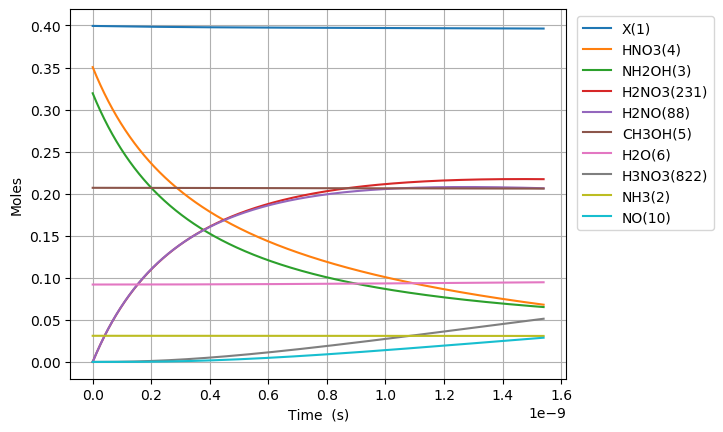 0.40
0.35
0.30
0.25
0.20
0.15
0.10
0.05
0.00
Moles
0.0 0.2 0.4 0.6 0.8 1.0 1.2 1.4 1.6
1e−9
Time (s)
X(1)
HNO3(4)
NH2OH(3)
H2NO3(231)
H2NO(88)
CH3OH(5)
H2O(6)
H3NO3(822)
NH3(2)
NO(10)